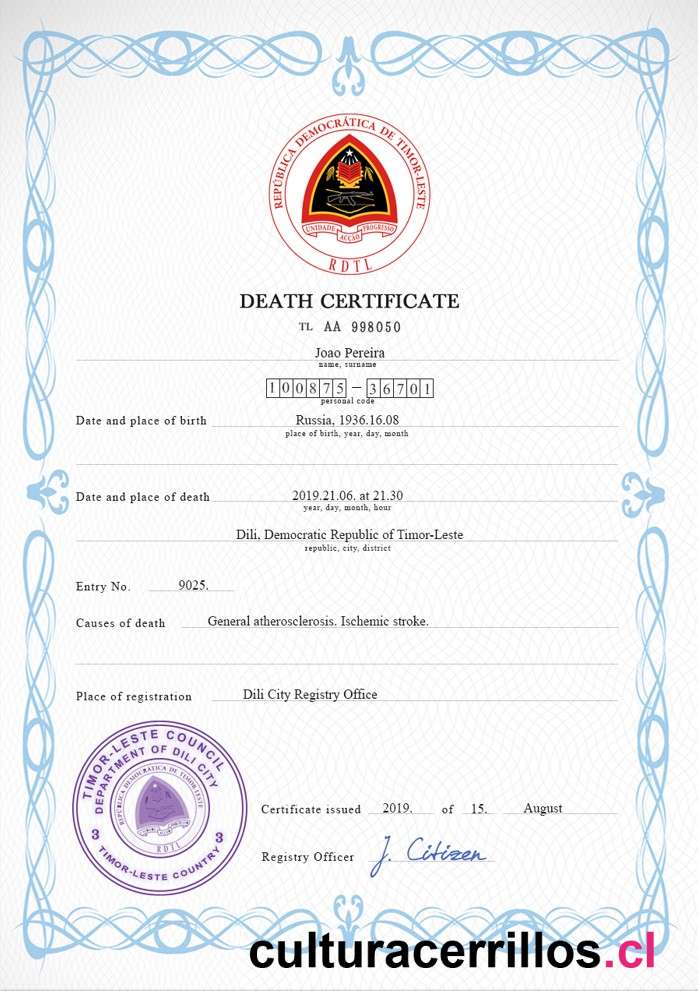 REPÚBLICA DEMOCRÁTICA DE TIMOR-LESTE
UNIDADE
ACÇÃO
PROGRESSO
RDTL
DEATH CERTIFICATE
TL AA 998050
Joao Pereira
name, surname
100875 — 36701
personal code
Date and place of birth Russia, 1936.16.08
place of birth, year, day, month
Date and place of death 2019.21.06. at 21.30
year, day, month, hour
Dili, Democratic Republic of Timor-Leste
republic, city, district
Entry No. 9025.
Causes of death General atherosclerosis. Ischemic stroke.
Place of registration Dili City Registry Office
TIMOR-LESTE COUNCIL
DEPARTMENT OF DILI CITY
REPÚBLICA DEMOCRÁTICA DE TIMOR-LESTE
RDTL
3 3
TIMOR-LESTE COUNTRY
Certificate issued 2019. of 15. August
Registry Officer J. Citizen
culturacerrillos.cl